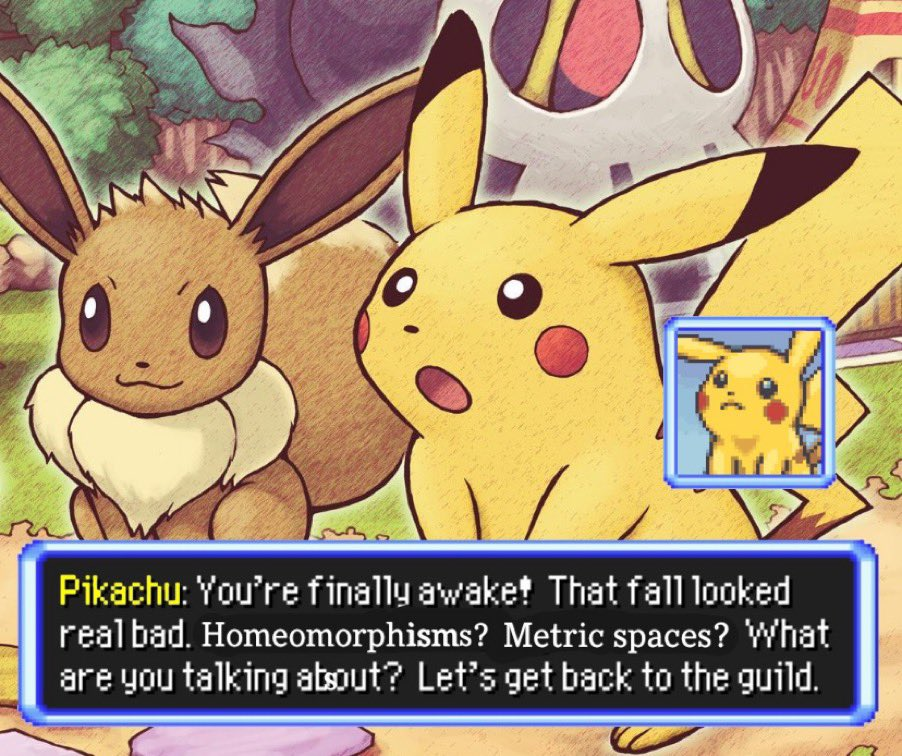 Pikachu: You're finally awake! That fall looked
real bad. Homeomorphisms? Metric spaces? What
are you talking about? Let's get back to the guild.